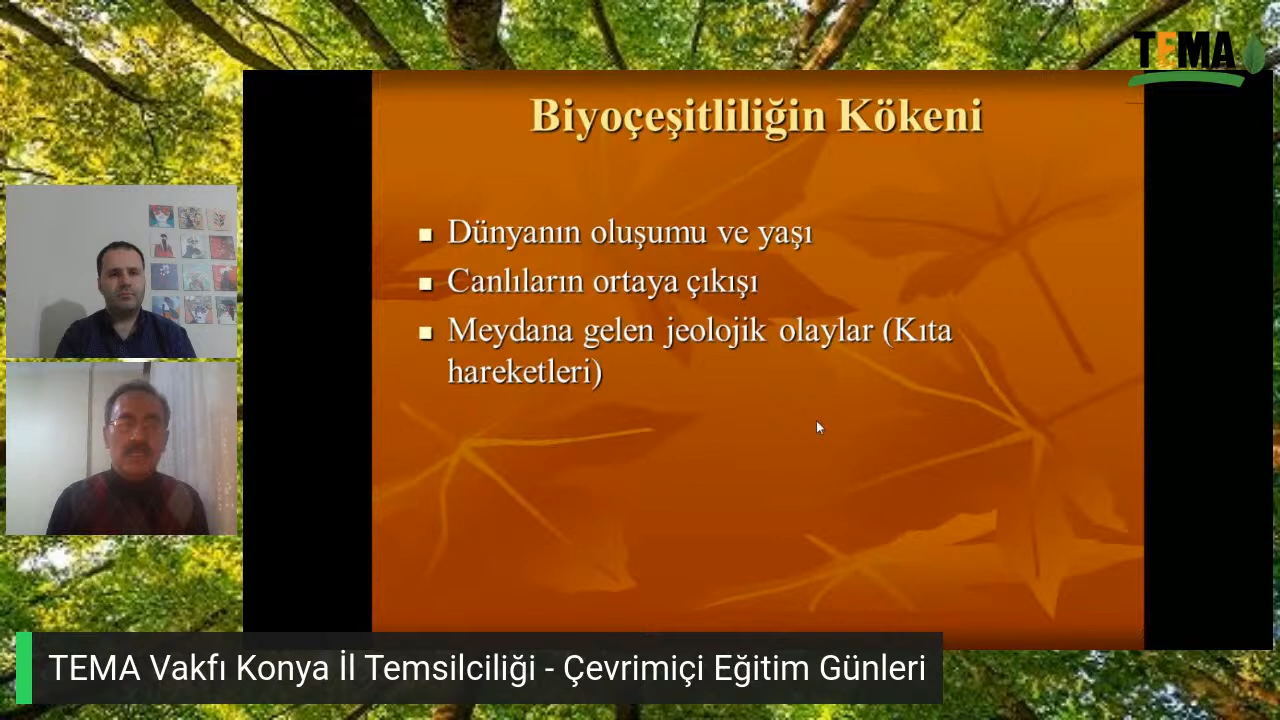 TEMA
Biyoçeşitliliğin Kökeni
Dünyanın oluşumu ve yaşı
Canlıların ortaya çıkışı
Meydana gelen jeolojik olaylar (Kıta
hareketleri)
TEMA Vakfı Konya İl Temsilciliği - Çevrimiçi Eğitim Günleri